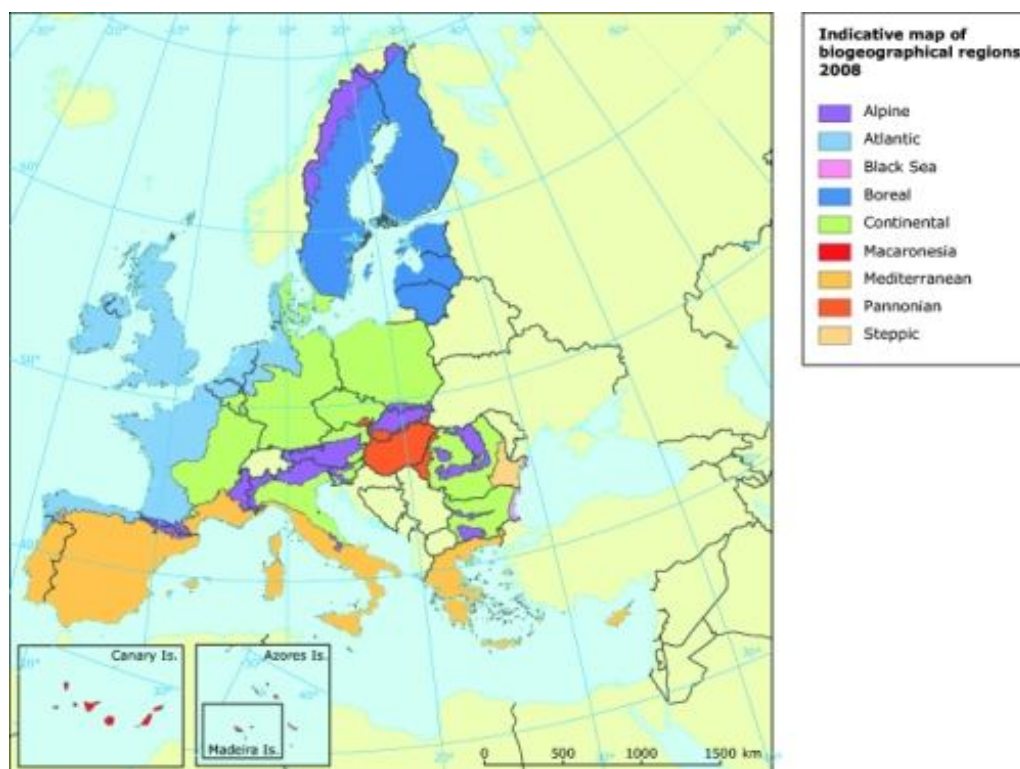 Indicative map of
biogeographical regions
2008
Alpine
Atlantic
Black Sea
Boreal
Continental
Macaronesia
Mediterranean
Pannonian
Steppic
Canary Is.
Azores Is.
Madeira Is.
0 500 1000 1500 km